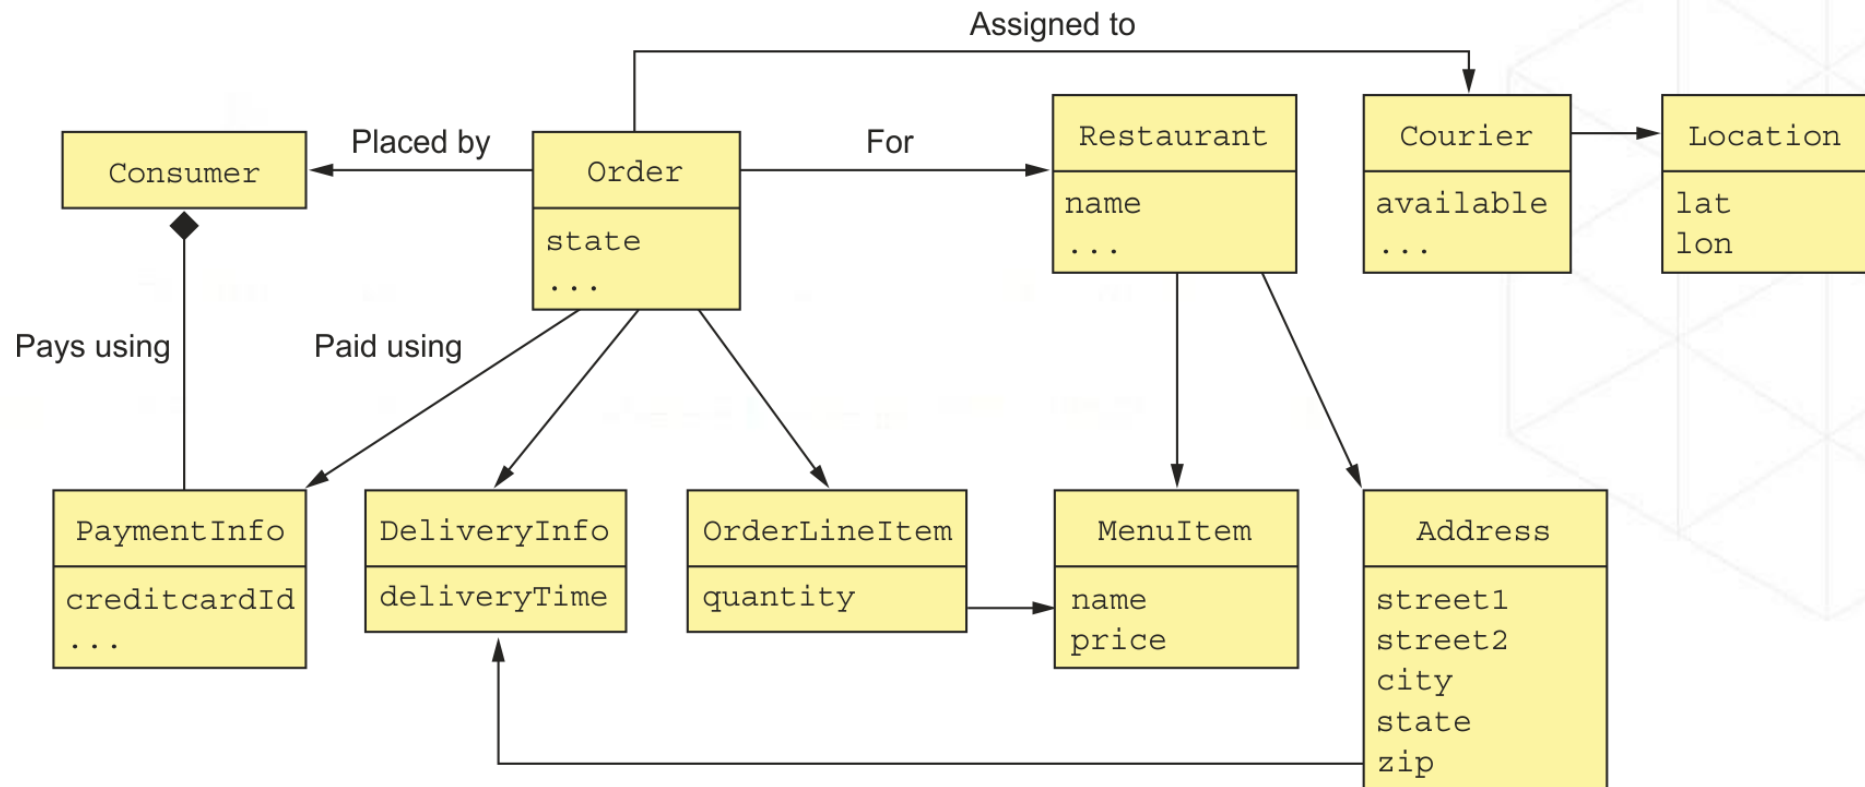 Assigned to
Consumer
Placed by
Order
state
...
For
Restaurant
name
...
Courier
available
...
Location
lat
lon
Pays using
Paid using
PaymentInfo
creditcardId
...
DeliveryInfo
deliveryTime
OrderLineItem
quantity
MenuItem
name
price
Address
street1
street2
city
state
zip